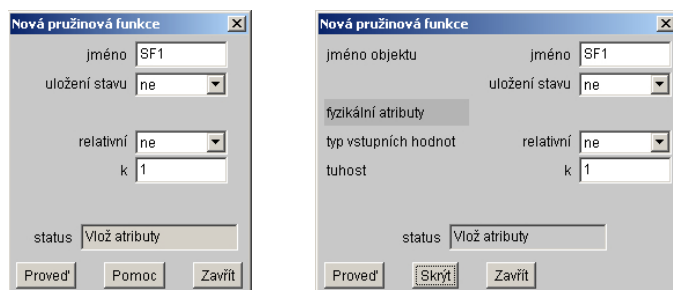 Nová pružinová funkce
jméno SF1
uložení stavu ne
relativní ne
k 1
status Vlož atributy
Proveď Pomoc Zavřít
Nová pružinová funkce
jméno objektu jméno SF1
uložení stavu ne
fyzikální atributy
typ vstupních hodnot relativní ne
tuhost k 1
status Vlož atributy
Proveď Skrýt Zavřít